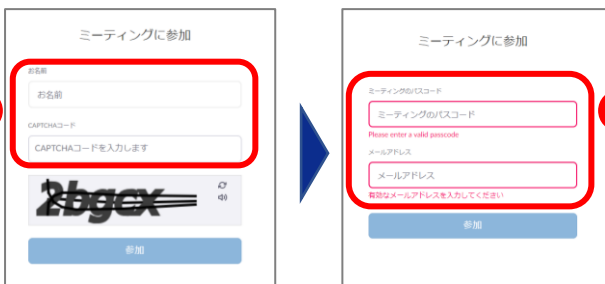 ミーティングに参加
お名前
お名前
CAPTCHAコード
CAPTCHAコードを入力します
2bgcx
参加
ミーティングに参加
ミーティングのパスコード
ミーティングのパスコード
Please enter a valid passcode
メールアドレス
メールアドレス
有効なメールアドレスを入力してください
参加